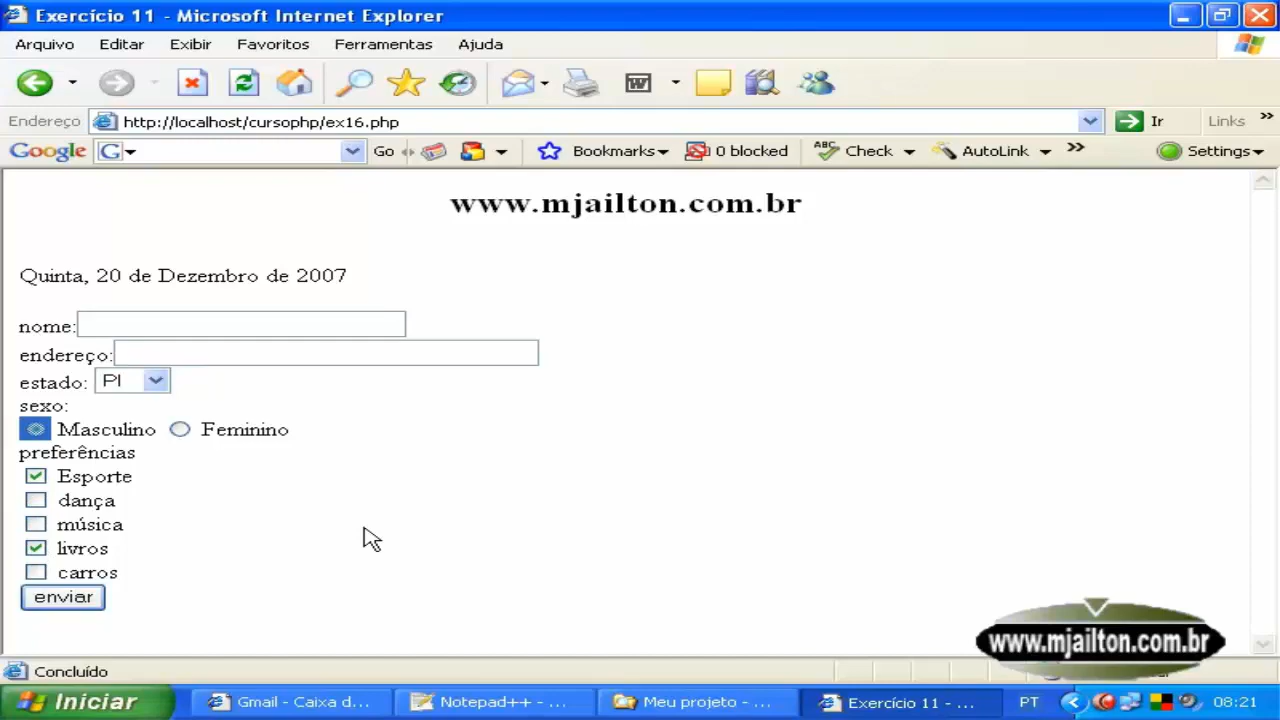 Exercício 11 - Microsoft Internet Explorer
Arquivo Editar Exibir Favoritos Ferramentas Ajuda
Endereço http://localhost/cursophp/ex16.php Ir Links »
Google G Go Bookmarks 0 blocked ABC Check AutoLink » Settings
www.mjailton.com.br
Quinta, 20 de Dezembro de 2007
nome:
endereço:
estado: PI
sexo:
Masculino Feminino
preferências
Esporte
dança
música
livros
carros
enviar
www.mjailton.com.br
Concluído
Iniciar Gmail - Caixa d... Notepad++ - ... Meu projeto - ... Exercício 11 - ... PT 08:21